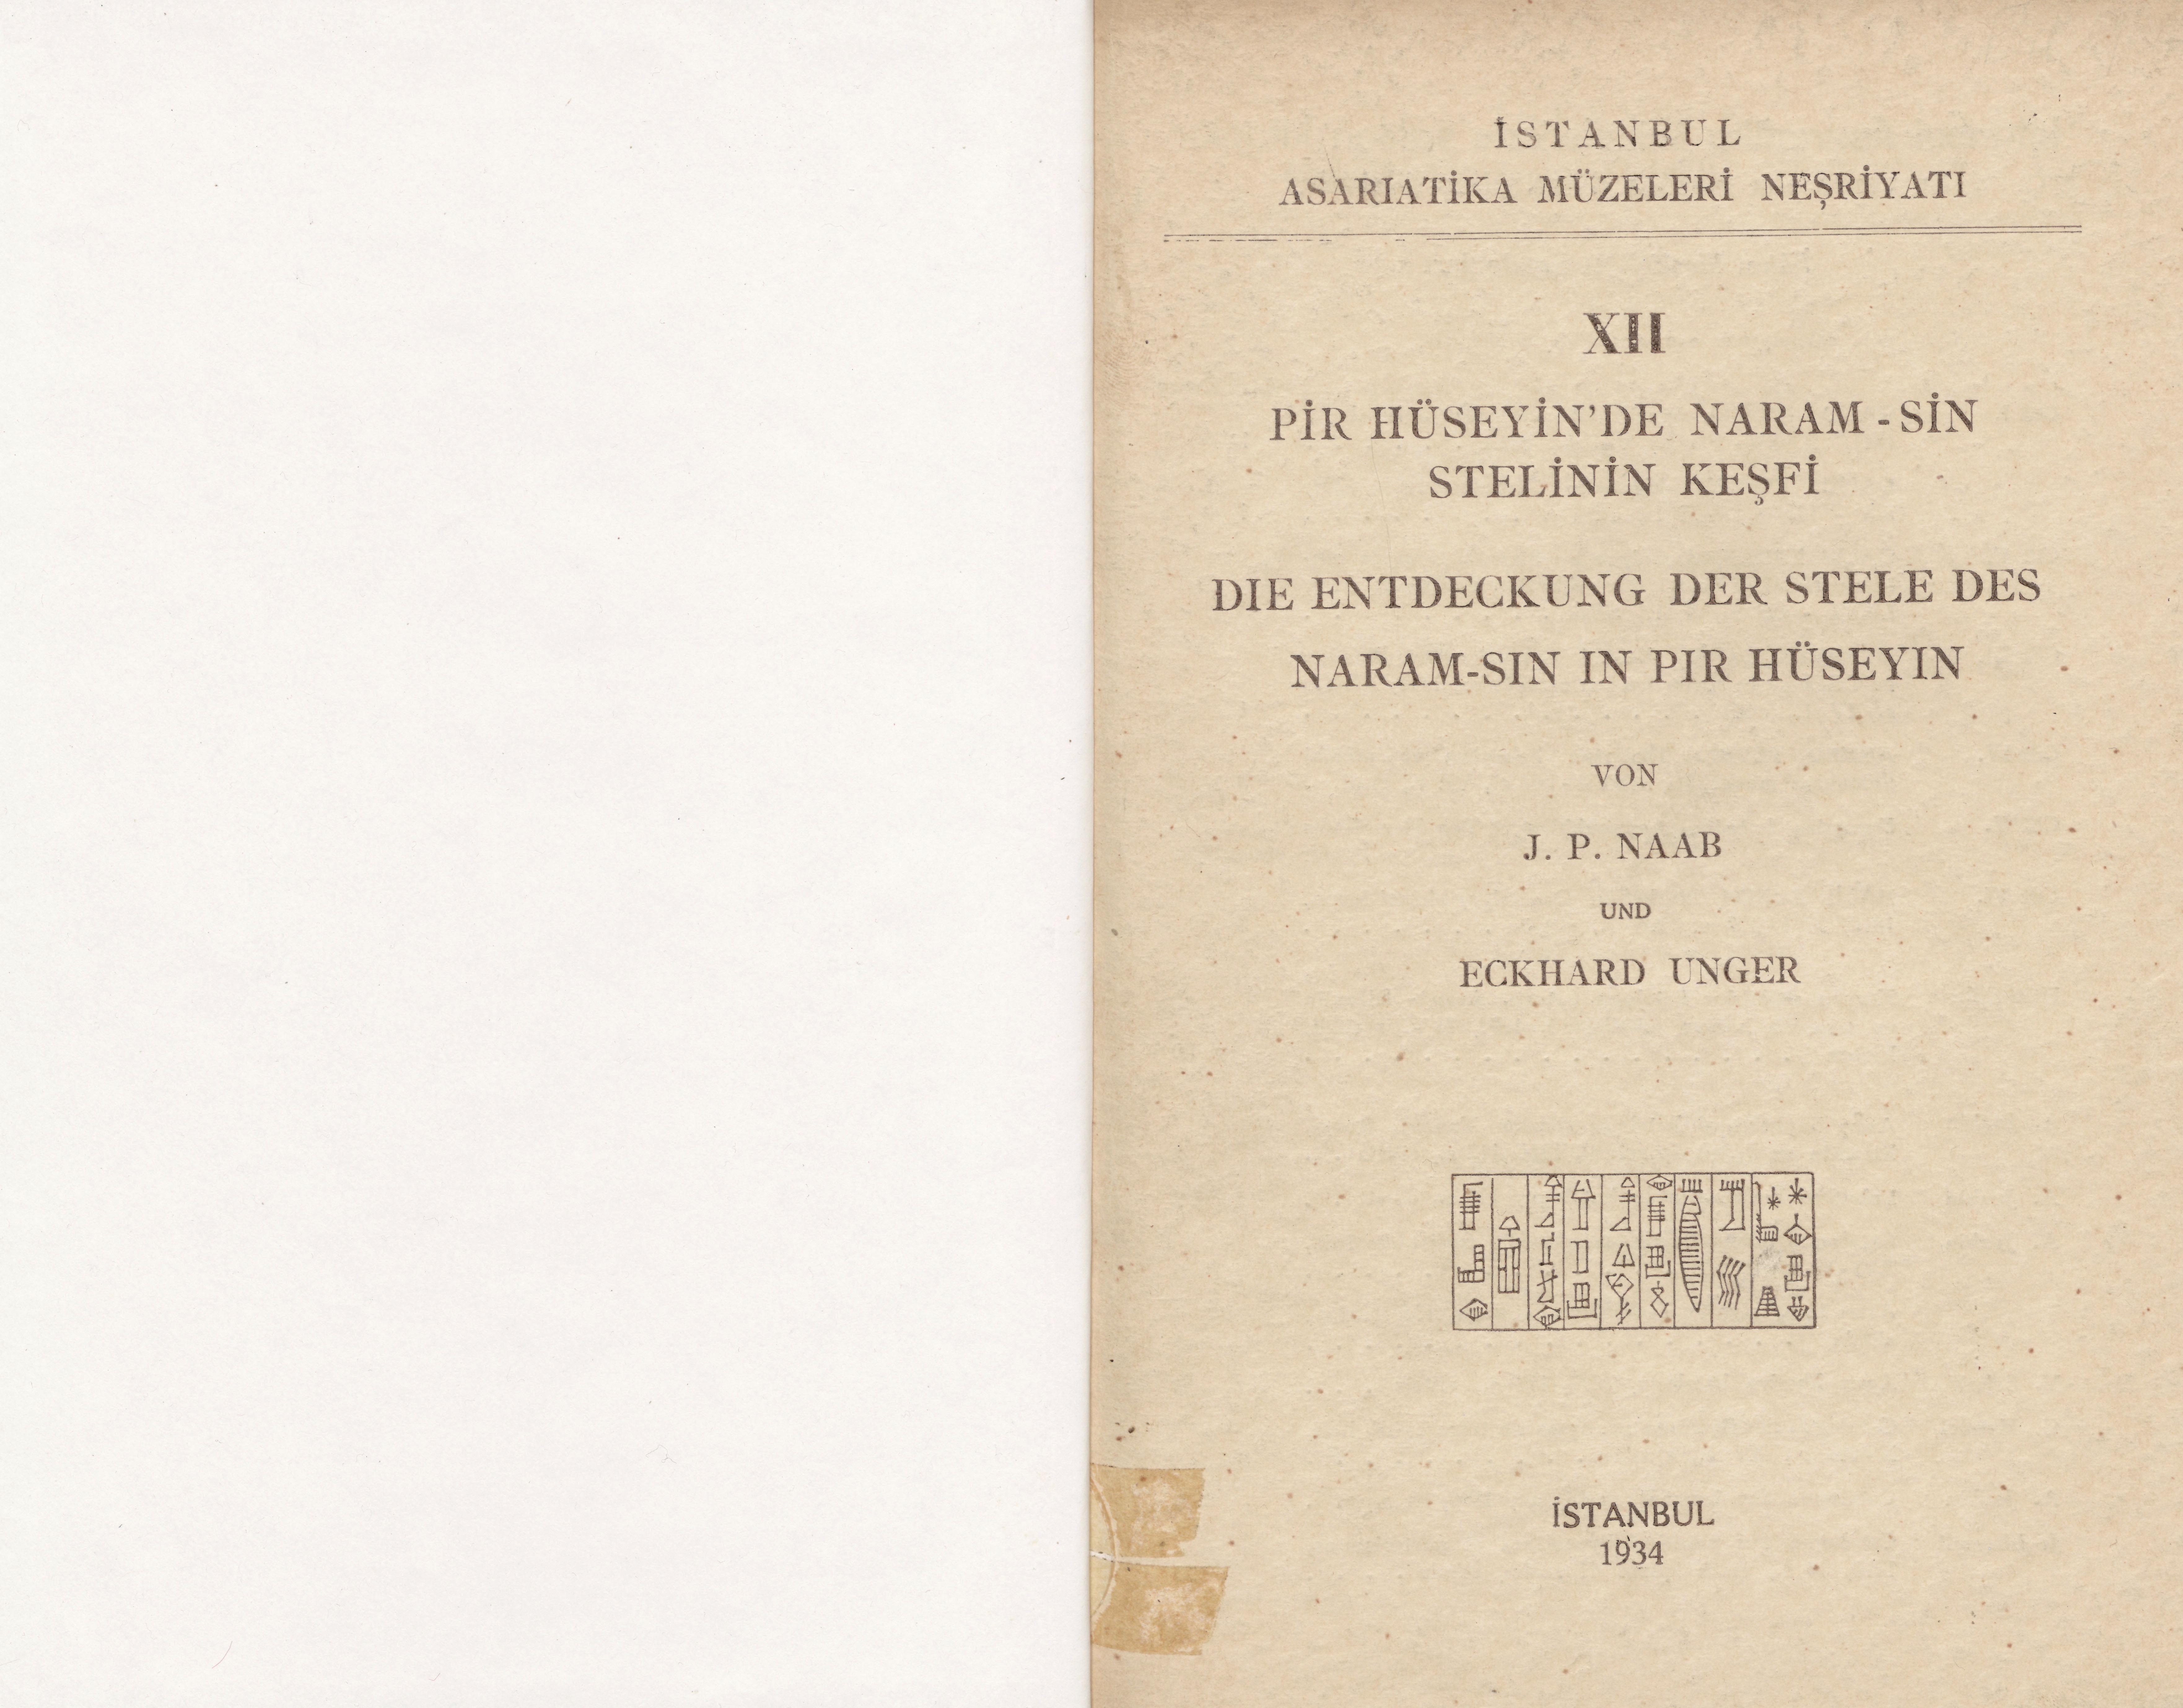 İSTANBUL
ASARIATİKA MÜZELERİ NEŞRİYATI
XII
PİR HÜSEYİN'DE NARAM - SİN
STELİNİN KEŞFİ
DIE ENTDECKUNG DER STELE DES
NARAM-SIN IN PIR HÜSEYIN
VON
J. P. NAAB
UND
ECKHARD UNGER
İSTANBUL
1934